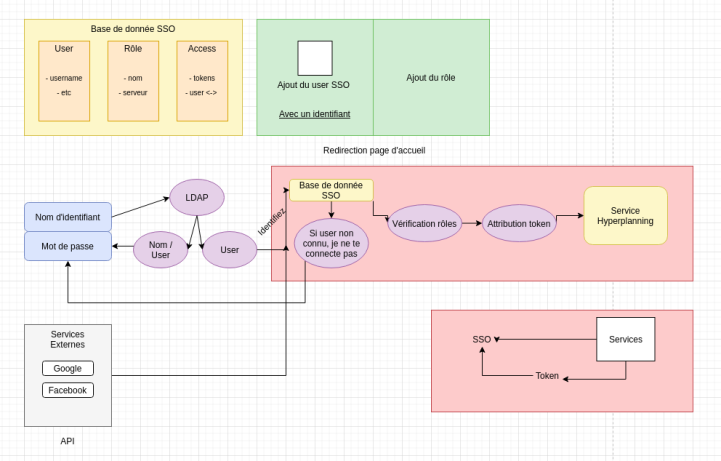 Base de donnée SSO
User
- username
- etc
Rôle
- nom
- serveur
Access
- tokens
- user <->
Ajout du user SSO
Avec un identifiant
Ajout du rôle
Redirection page d'accueil
Nom d'identifiant
Mot de passe
LDAP
Nom /
User
User
Identifiez
Base de donnée
SSO
Si user non
connu, je ne te
connecte pas
Vérification rôles
Attribution token
Service
Hyperplanning
Services
Externes
Google
Facebook
API
SSO
Services
Token